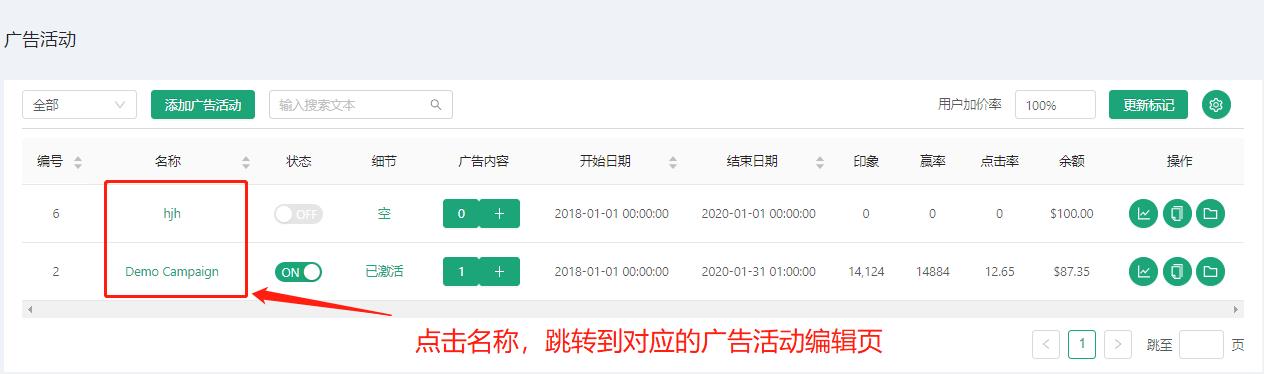 广告活动
全部 添加广告活动 输入搜索文本 用户加价率 100% 更新标记
编号 名称 状态 细节 广告内容 开始日期 结束日期 印象 赢率 点击率 余额 操作
6 hjh OFF 空 0 + 2018-01-01 00:00:00 2020-01-01 00:00:00 0 0 0 $100.00
2 Demo Campaign ON 已激活 1 + 2018-01-01 00:00:00 2020-01-31 01:00:00 14,124 14884 12.65 $87.35
点击名称，跳转到对应的广告活动编辑页
< 1 > 跳至 页